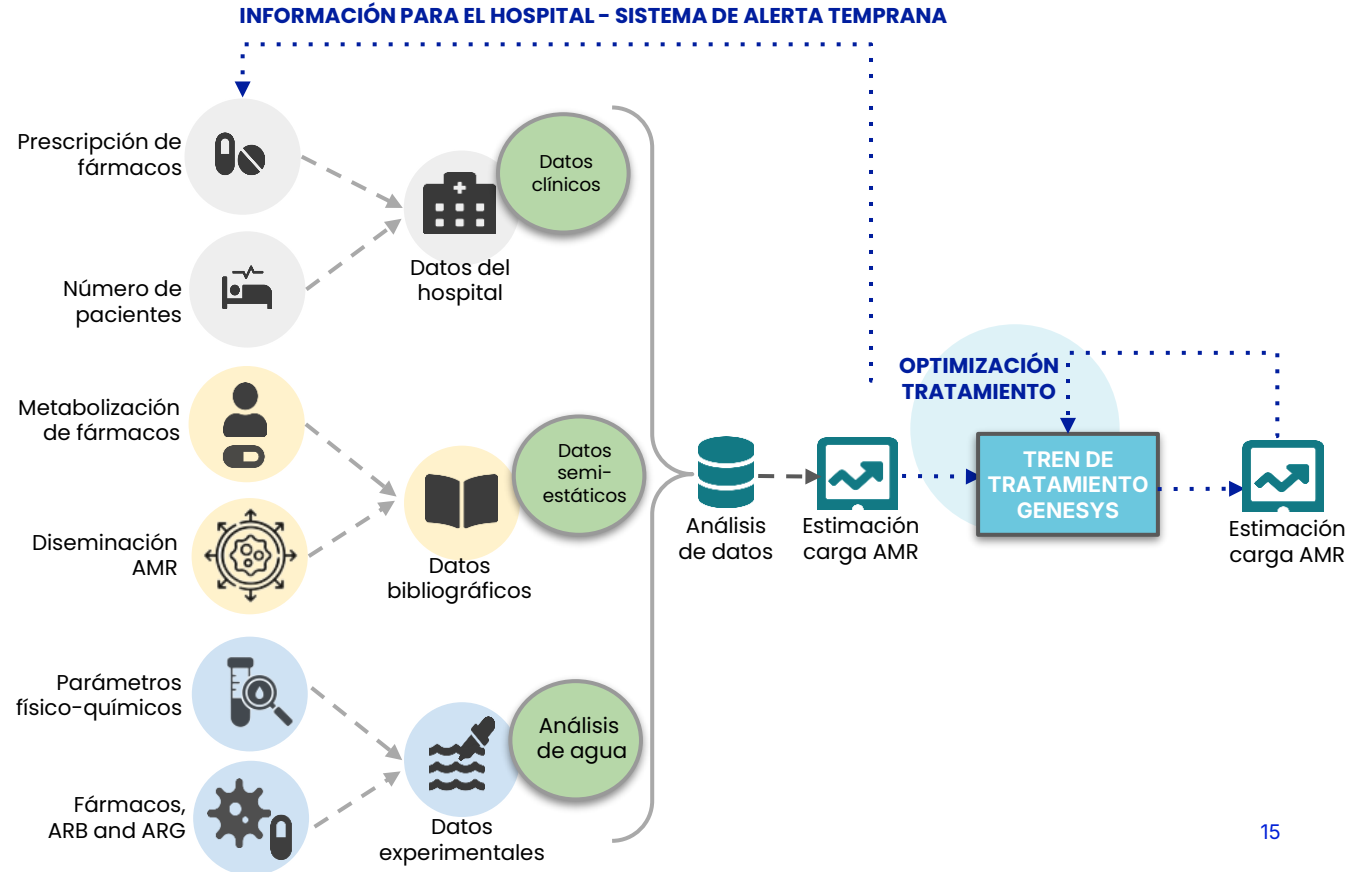 INFORMACIÓN PARA EL HOSPITAL - SISTEMA DE ALERTA TEMPRANA
Prescripción de
fármacos
Datos
clínicos
Datos del
hospital
Número de
pacientes
Metabolización
de fármacos
Datos
semi-
estáticos
Diseminación
AMR
Datos
bibliográficos
Parámetros
físico-químicos
Análisis
de agua
Fármacos,
ARB and ARG
Datos
experimentales
Análisis
de datos
Estimación
carga AMR
OPTIMIZACIÓN
TRATAMIENTO
TREN DE
TRATAMIENTO
GENESYS
Estimación
carga AMR
15